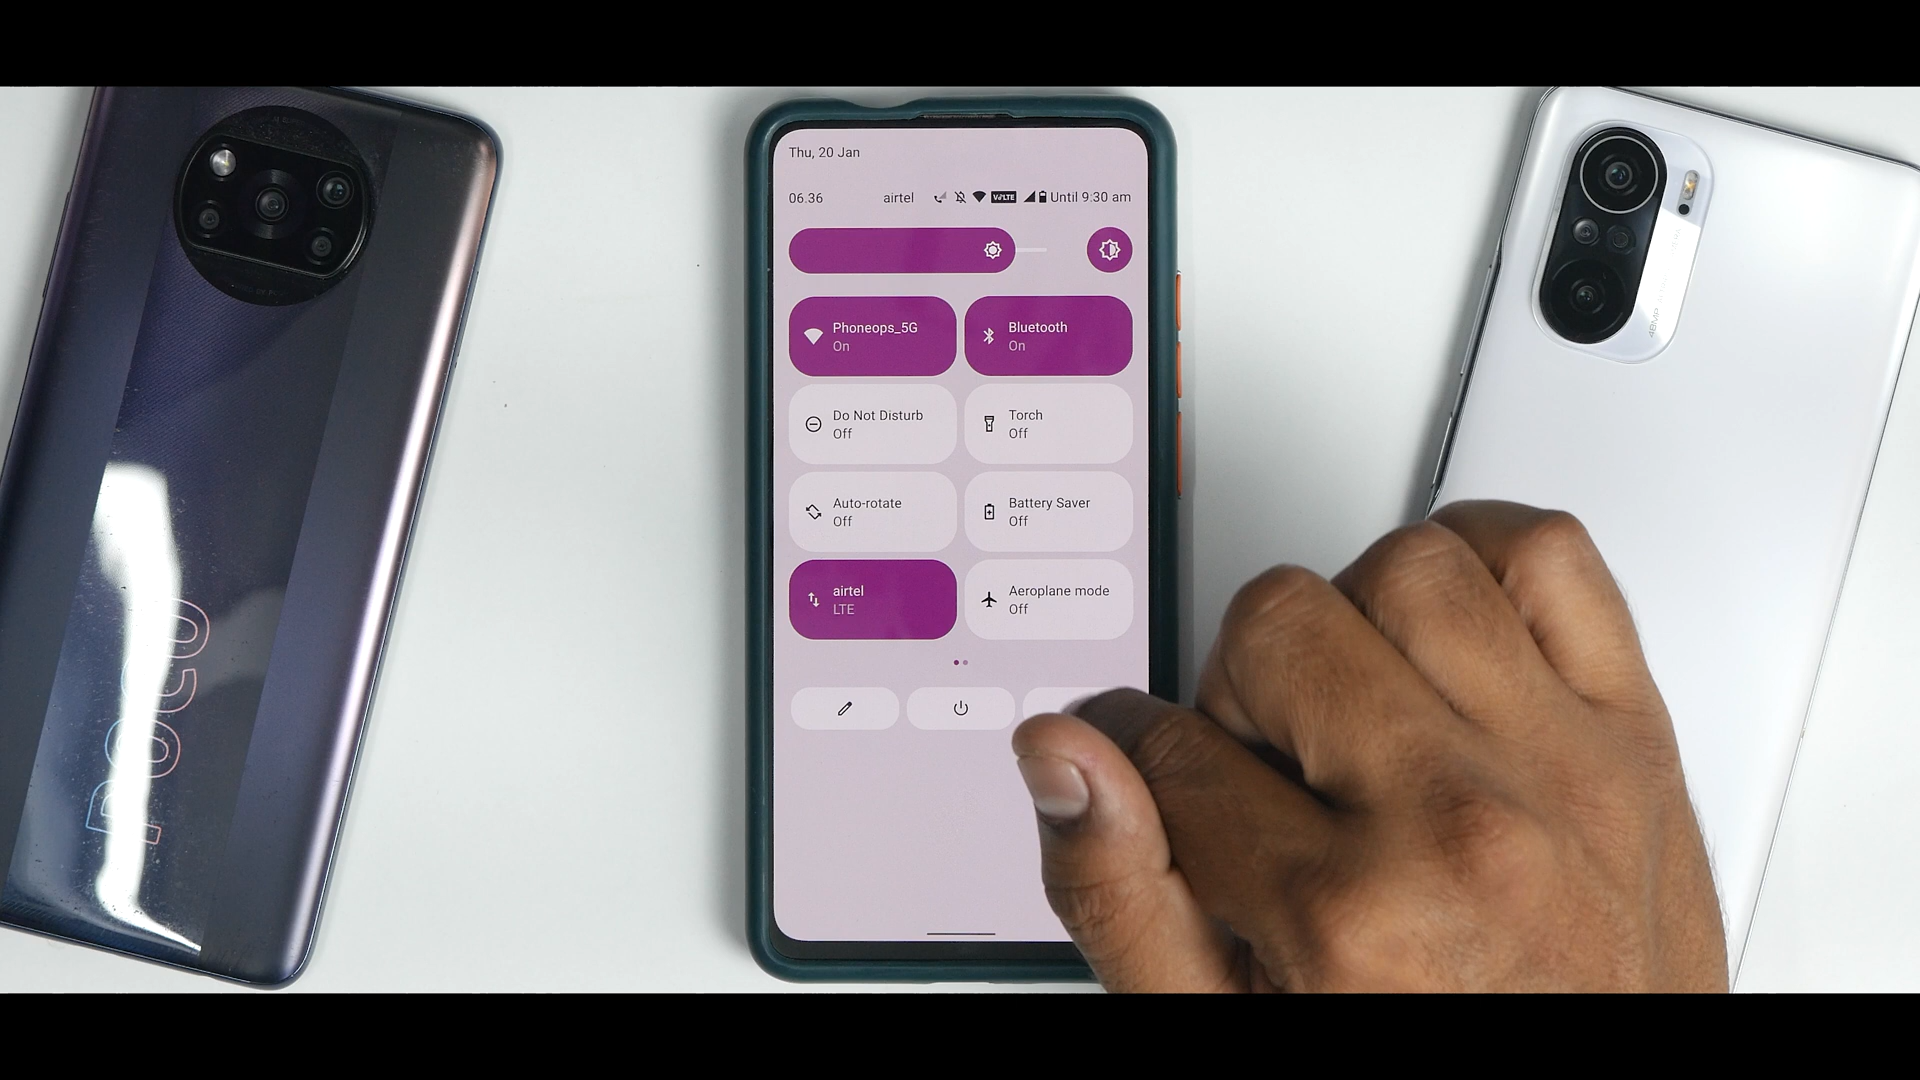 Thu, 20 Jan
06:36 airtel VoLTE Until 9:30 am
Phoneops_5G
On
Bluetooth
On
Do Not Disturb
Off
Torch
Off
Auto-rotate
Off
Battery Saver
Off
airtel
LTE
Aeroplane mode
Off
POCO
48MP